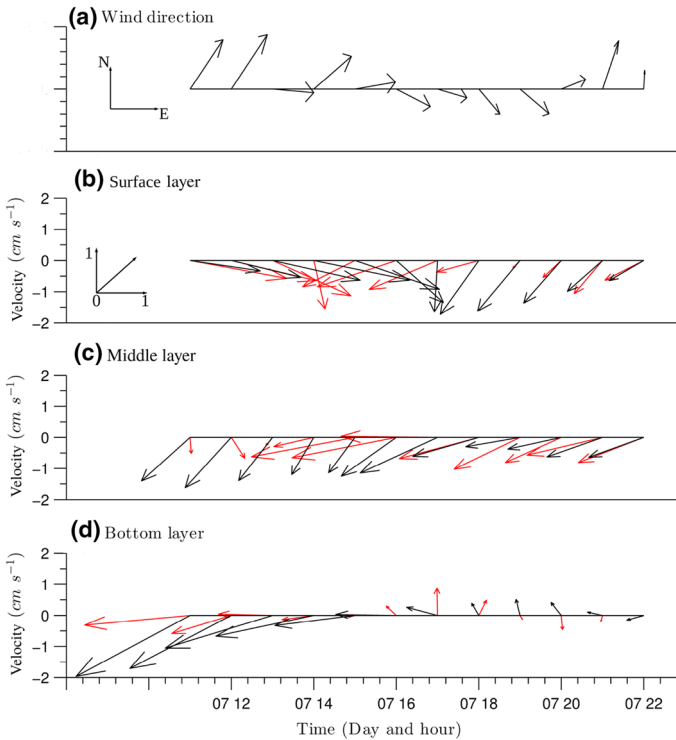 (a) Wind direction
N
E
(b) Surface layer
2
1
0
-1
-2
Velocity (cm s⁻¹)
1
0 1
(c) Middle layer
2
1
0
-1
-2
Velocity (cm s⁻¹)
(d) Bottom layer
2
1
0
-1
-2
Velocity (cm s⁻¹)
07 12 07 14 07 16 07 18 07 20 07 22
Time (Day and hour)